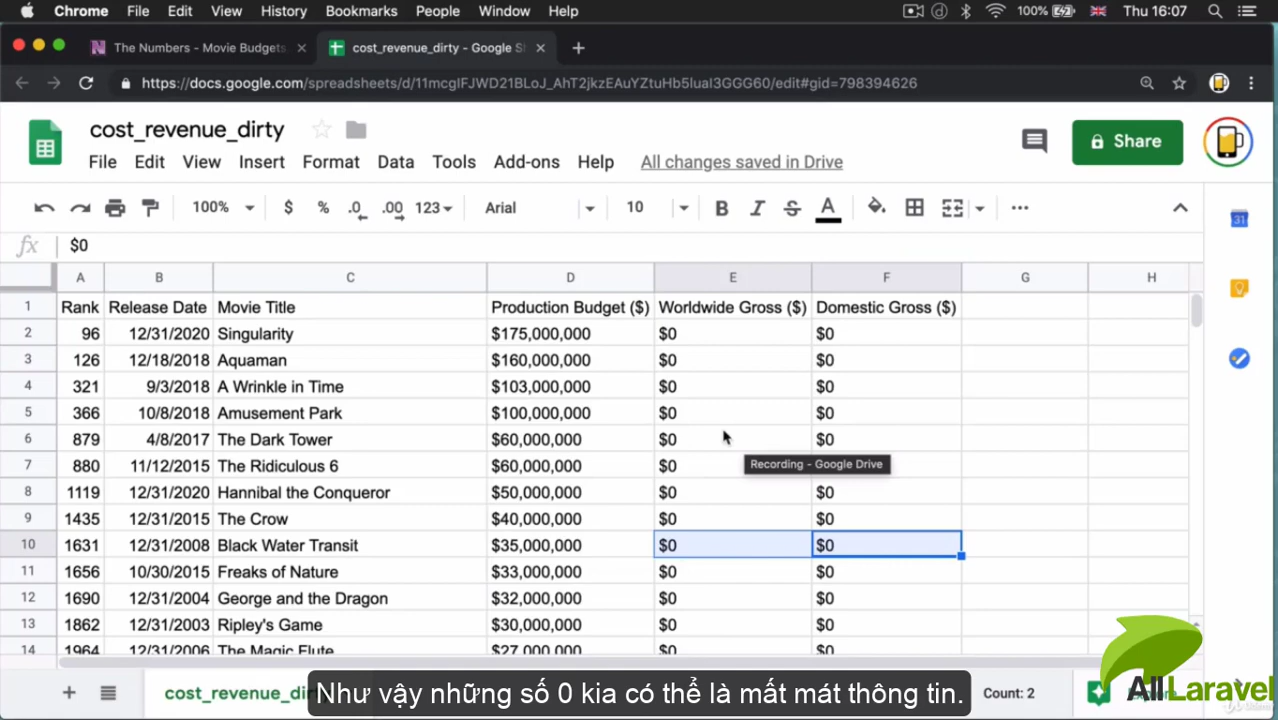 Chrome File Edit View History Bookmarks People Window Help 100% Thu 16:07
The Numbers - Movie Budgets cost_revenue_dirty - Google S
https://docs.google.com/spreadsheets/d/11mcgIFJWD21BLoJ_AhT2jkzEAuYZtuHb5luaI3GGG60/edit#gid=798394626
cost_revenue_dirty
Share
File Edit View Insert Format Data Tools Add-ons Help All changes saved in Drive
100% $ % .0 .00 123 Arial 10 B I S A
31
fx $0
A B C D E F G H
1 Rank Release Date Movie Title Production Budget ($) Worldwide Gross ($) Domestic Gross ($)
2 96 12/31/2020 Singularity $175,000,000 $0 $0
3 126 12/18/2018 Aquaman $160,000,000 $0 $0
4 321 9/3/2018 A Wrinkle in Time $103,000,000 $0 $0
5 366 10/8/2018 Amusement Park $100,000,000 $0 $0
6 879 4/8/2017 The Dark Tower $60,000,000 $0 $0
7 880 11/12/2015 The Ridiculous 6 $60,000,000 $0
Recording - Google Drive
8 1119 12/31/2020 Hannibal the Conqueror $50,000,000 $0 $0
9 1435 12/31/2015 The Crow $40,000,000 $0 $0
10 1631 12/31/2008 Black Water Transit $35,000,000 $0 $0
11 1656 10/30/2015 Freaks of Nature $33,000,000 $0 $0
12 1690 12/31/2004 George and the Dragon $32,000,000 $0 $0
13 1862 12/31/2003 Ripley's Game $30,000,000 $0 $0
14 1964 12/31/2006 The Magic Flute $27,000,000 $0 $0
cost_revenue_di Count: 2
Như vậy những số 0 kia có thể là mất mát thông tin.
AllLaravel